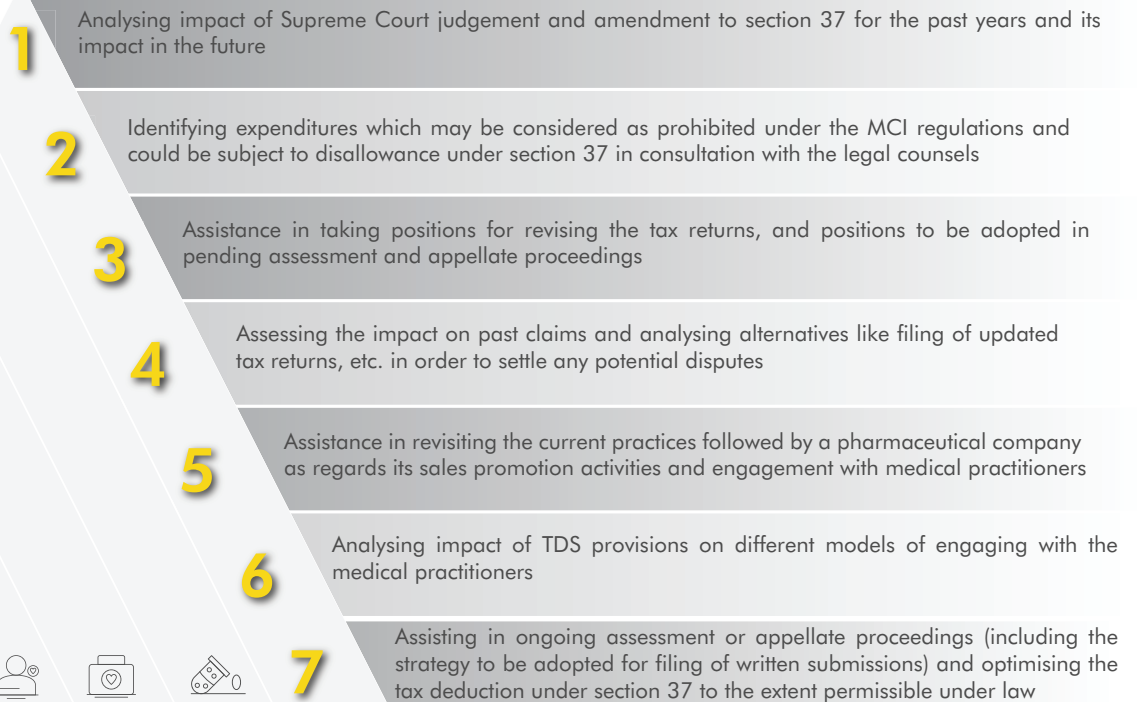 1
Analysing impact of Supreme Court judgement and amendment to section 37 for the past years and its
impact in the future
2
Identifying expenditures which may be considered as prohibited under the MCI regulations and
could be subject to disallowance under section 37 in consultation with the legal counsels
3
Assistance in taking positions for revising the tax returns, and positions to be adopted in
pending assessment and appellate proceedings
4
Assessing the impact on past claims and analysing alternatives like filing of updated
tax returns, etc. in order to settle any potential disputes
5
Assistance in revisiting the current practices followed by a pharmaceutical company
as regards its sales promotion activities and engagement with medical practitioners
6
Analysing impact of TDS provisions on different models of engaging with the
medical practitioners
7
Assisting in ongoing assessment or appellate proceedings (including the
strategy to be adopted for filing of written submissions) and optimising the
tax deduction under section 37 to the extent permissible under law